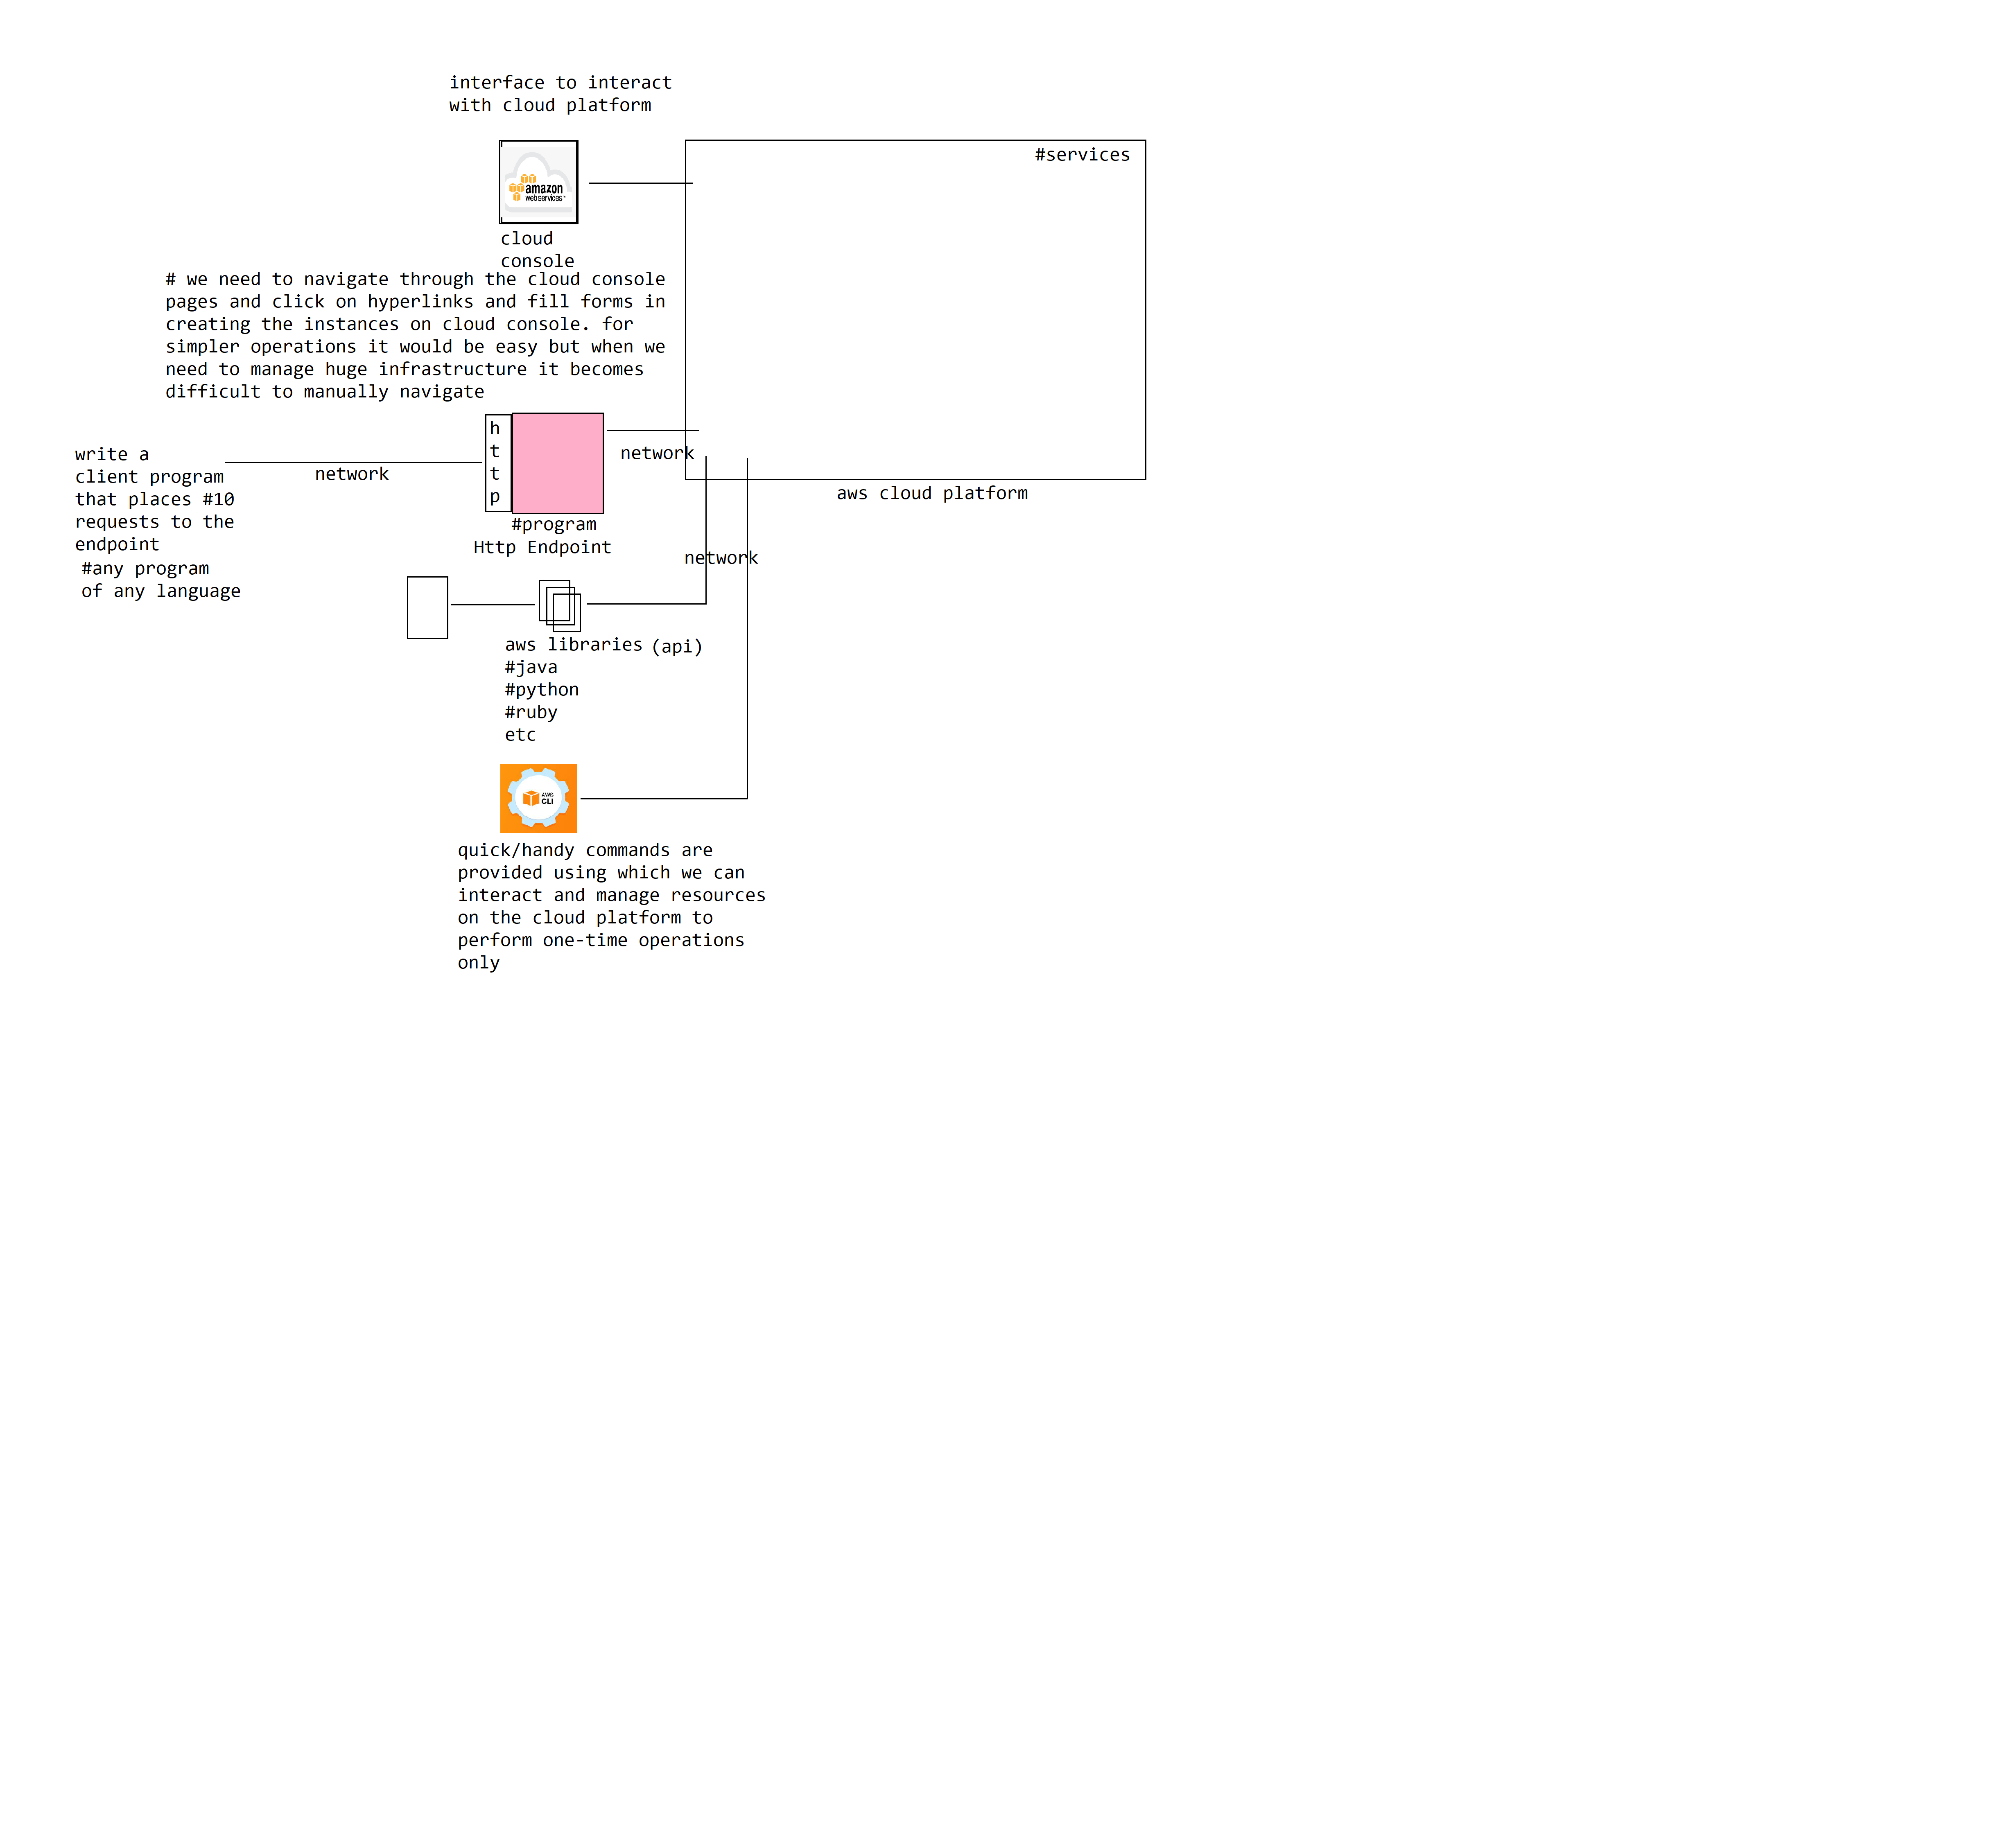 interface to interact
with cloud platform
#services
amazon
webservices™
cloud
console
# we need to navigate through the cloud console
pages and click on hyperlinks and fill forms in
creating the instances on cloud console. for
simpler operations it would be easy but when we
need to manage huge infrastructure it becomes
difficult to manually navigate
write a
client program
that places #10
requests to the
endpoint
#any program
of any language
network
h
t
t
p
network
#program
Http Endpoint
aws cloud platform
network
aws libraries (api)
#java
#python
#ruby
etc
AWS
CLI
quick/handy commands are
provided using which we can
interact and manage resources
on the cloud platform to
perform one-time operations
only